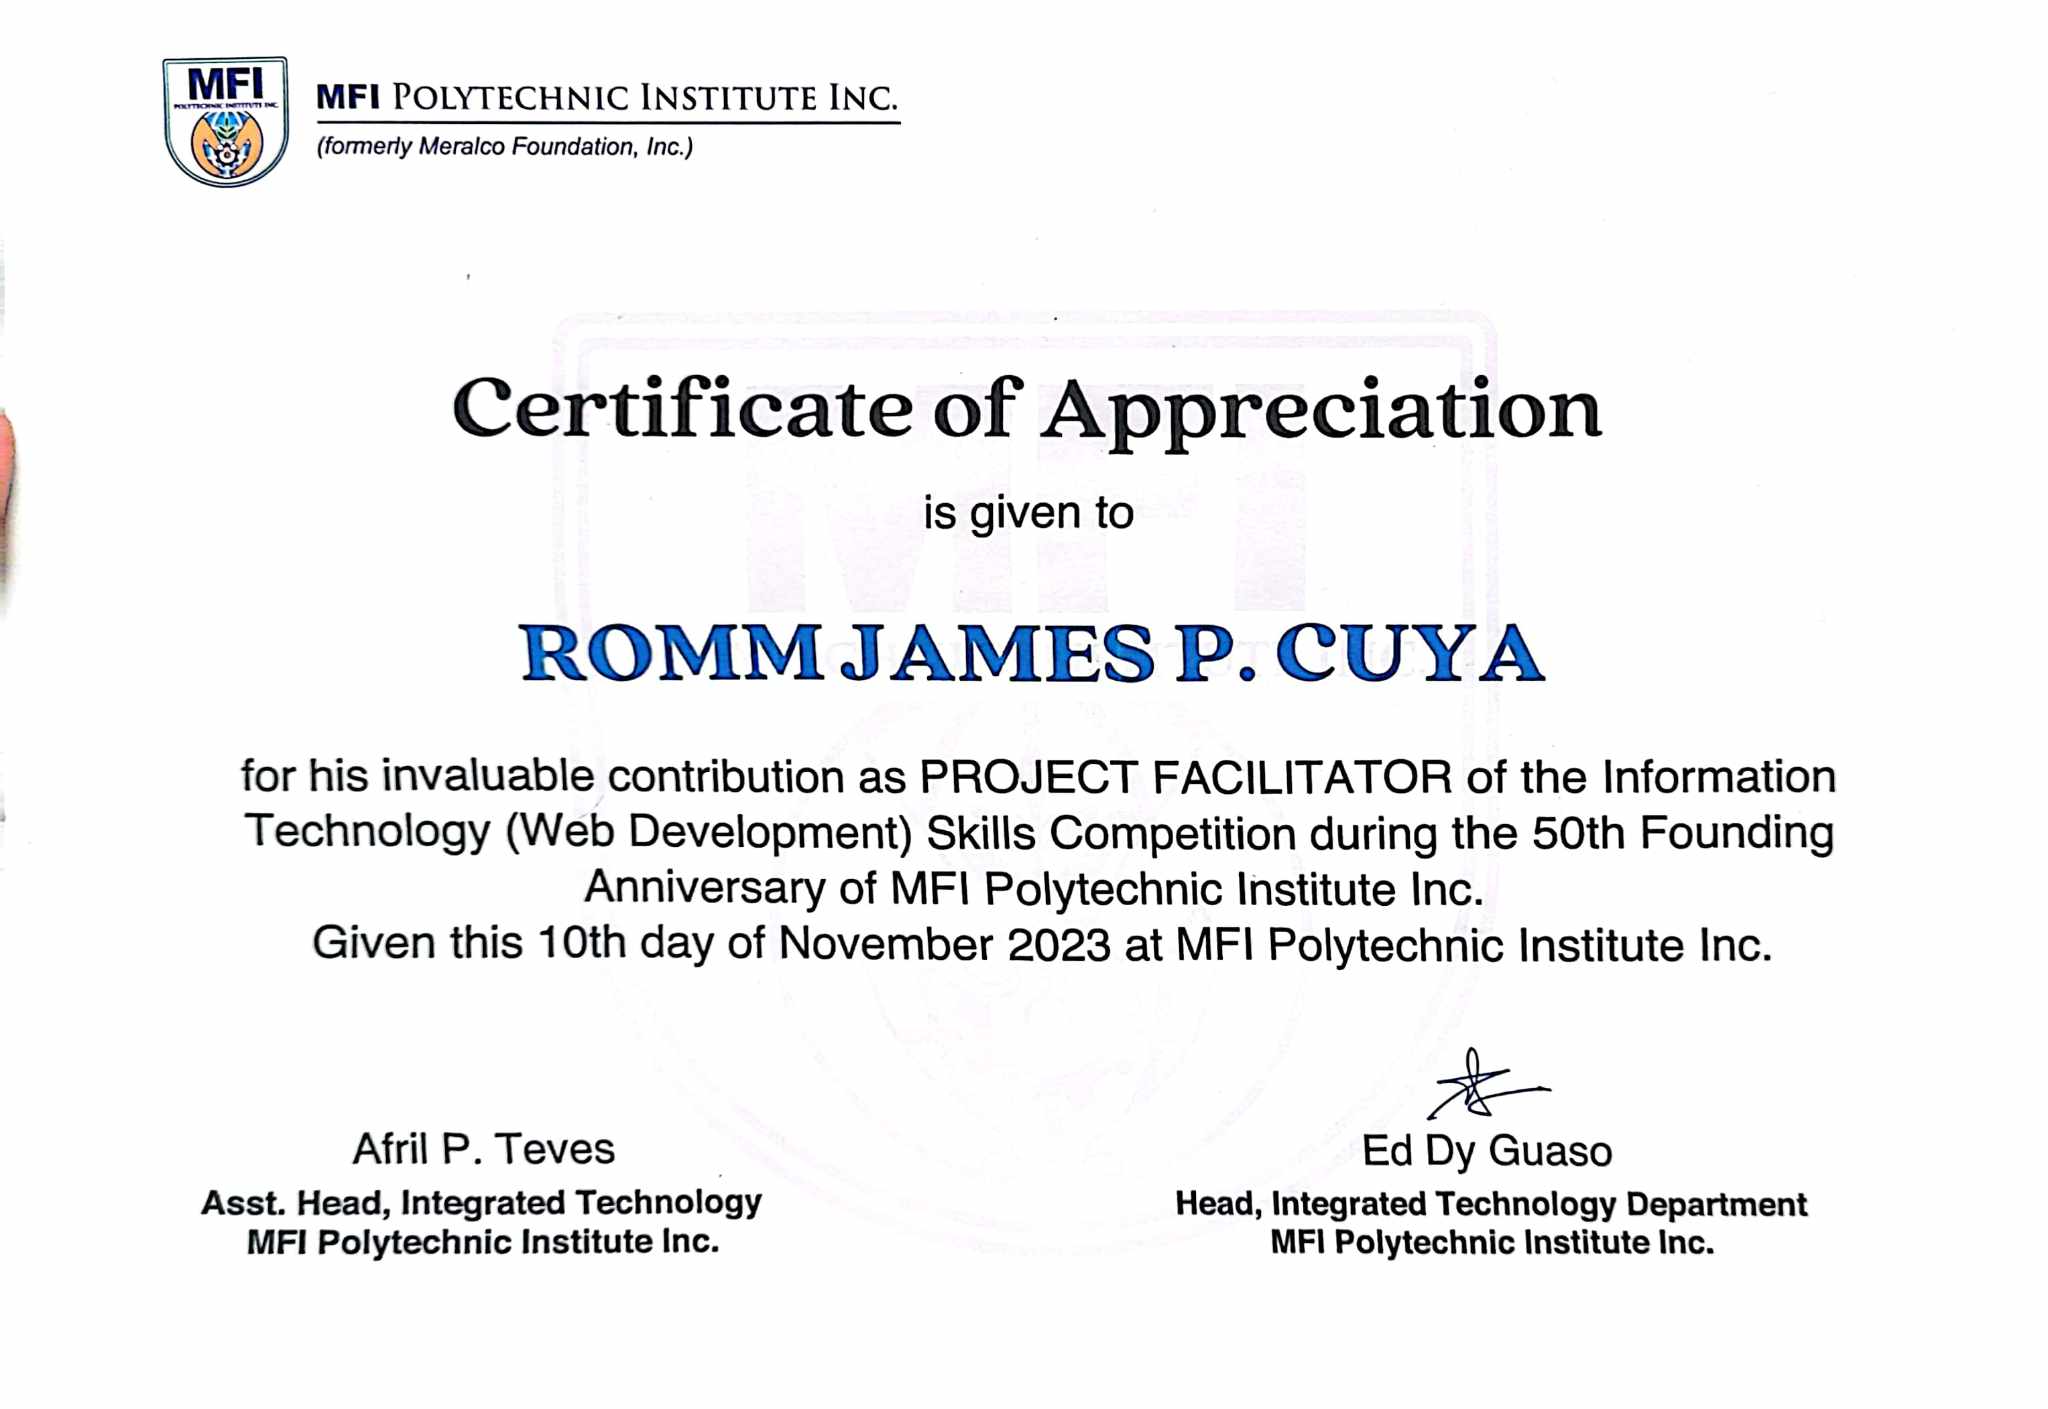 MFI
POLYTECHNIC INSTITUTE INC.
MFI POLYTECHNIC INSTITUTE INC.
(formerly Meralco Foundation, Inc.)
Certificate of Appreciation
is given to
ROMM JAMES P. CUYA
for his invaluable contribution as PROJECT FACILITATOR of the Information
Technology (Web Development) Skills Competition during the 50th Founding
Anniversary of MFI Polytechnic Institute Inc.
Given this 10th day of November 2023 at MFI Polytechnic Institute Inc.
Afril P. Teves
Asst. Head, Integrated Technology
MFI Polytechnic Institute Inc.
Ed Dy Guaso
Head, Integrated Technology Department
MFI Polytechnic Institute Inc.